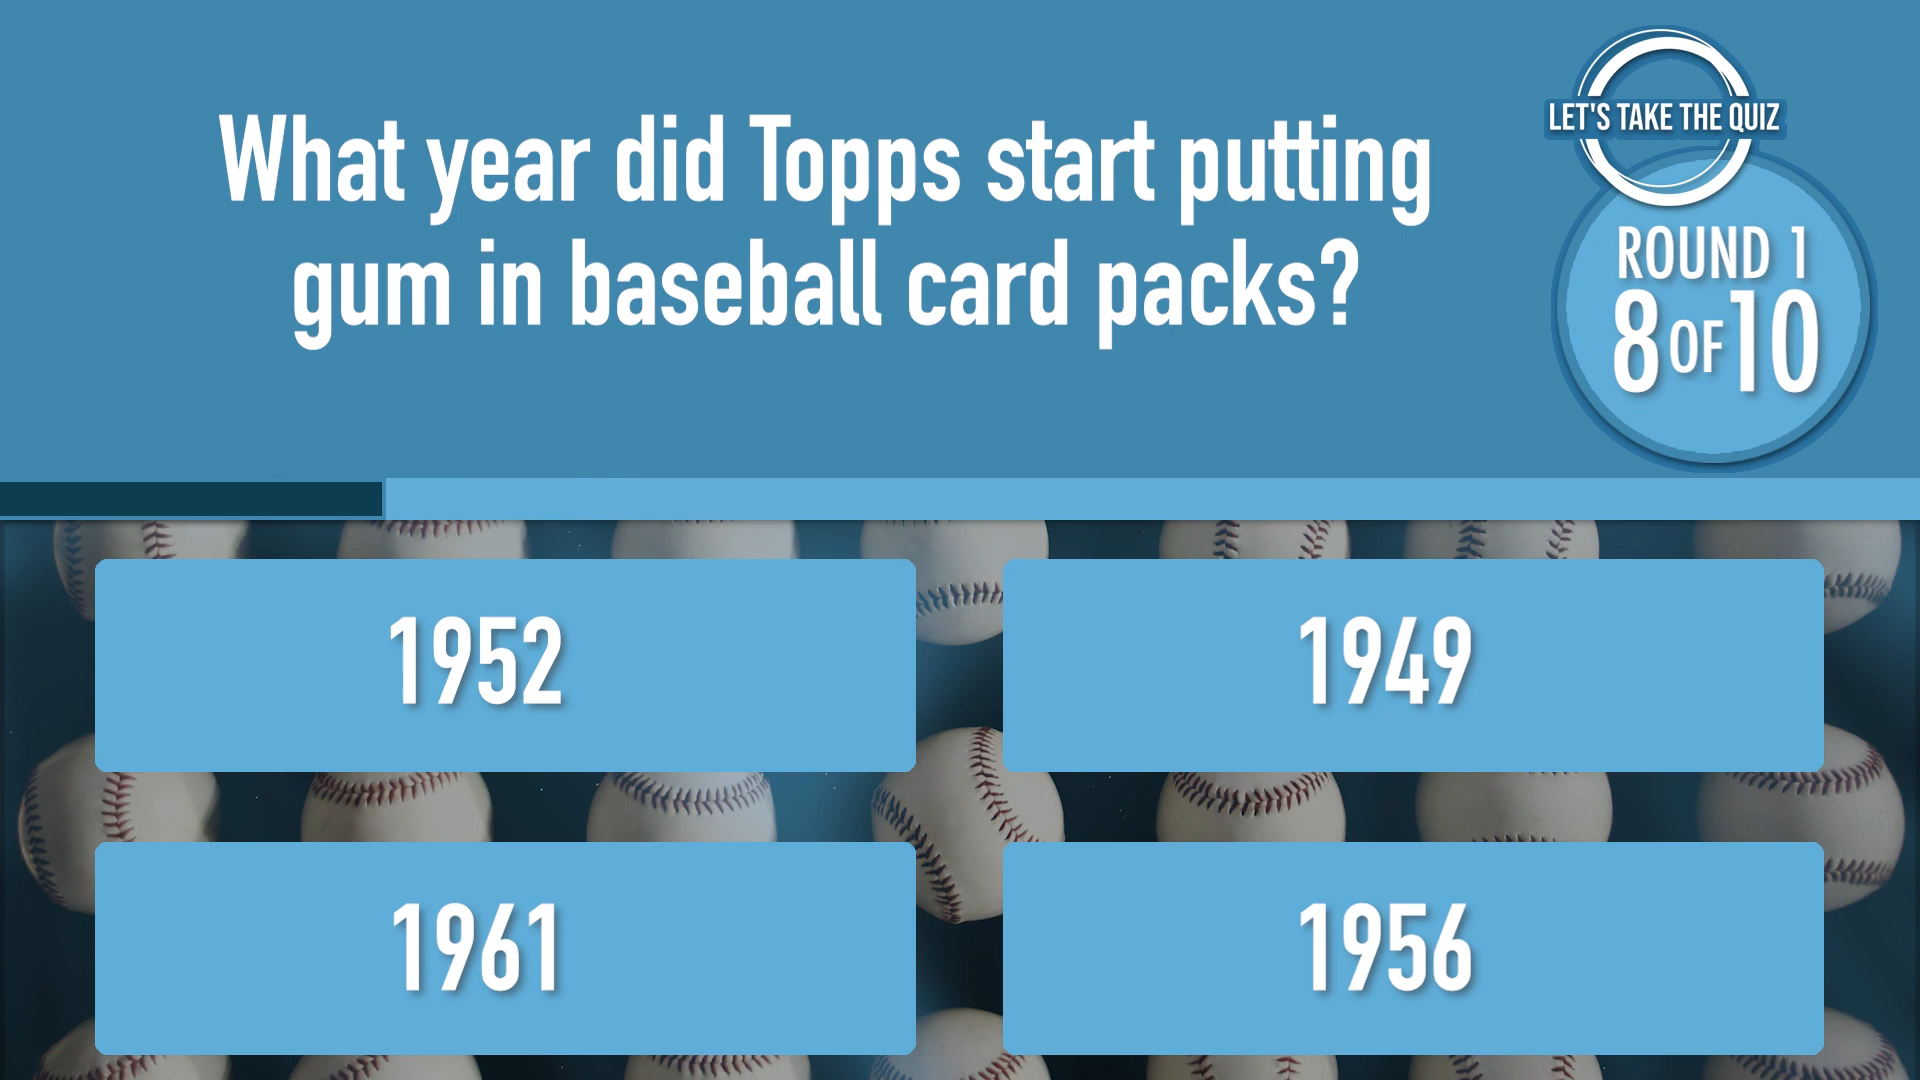 What year did Topps start putting
gum in baseball card packs?
LET'S TAKE THE QUIZ
ROUND 1
8 OF 10
1952
1949
1961
1956